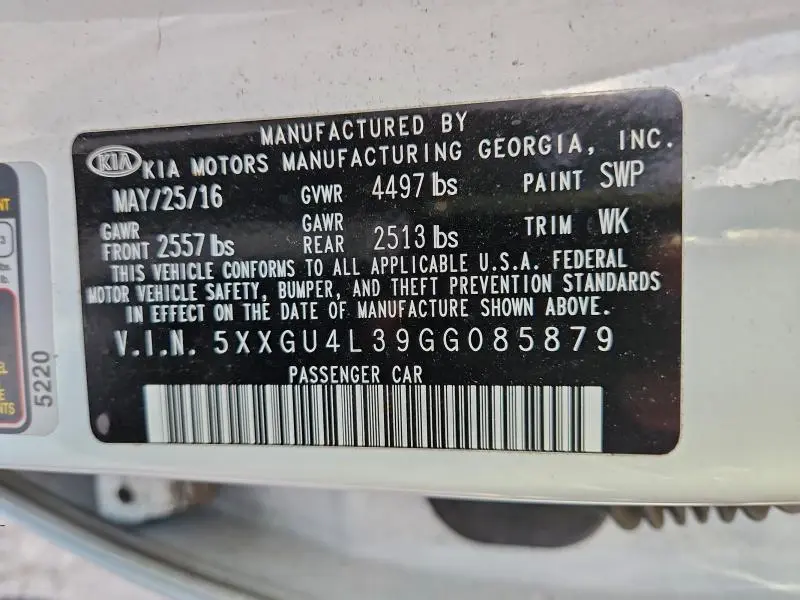 MANUFACTURED BY
KIA KIA MOTORS MANUFACTURING GEORGIA, INC.
MAY/25/16 GVWR 4497 lbs PAINT SWP
GAWR FRONT 2557 lbs GAWR REAR 2513 lbs TRIM WK
THIS VEHICLE CONFORMS TO ALL APPLICABLE U.S.A. FEDERAL
MOTOR VEHICLE SAFETY, BUMPER, AND THEFT PREVENTION STANDARDS
IN EFFECT ON THE DATE OF MANUFACTURE SHOWN ABOVE.
V.I.N. 5XXGU4L39GG085879
PASSENGER CAR
5220